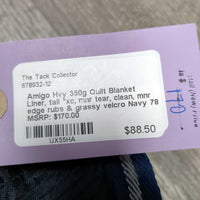 The Tack Collector
678932-12
Amigo Hvy 350g Quilt Blanket
Liner, tail *xc, mnr tear, clean, mnr
edge rubs & grassy velcro Navy 78
MSRP: $170.00
$88.50
UX55HA